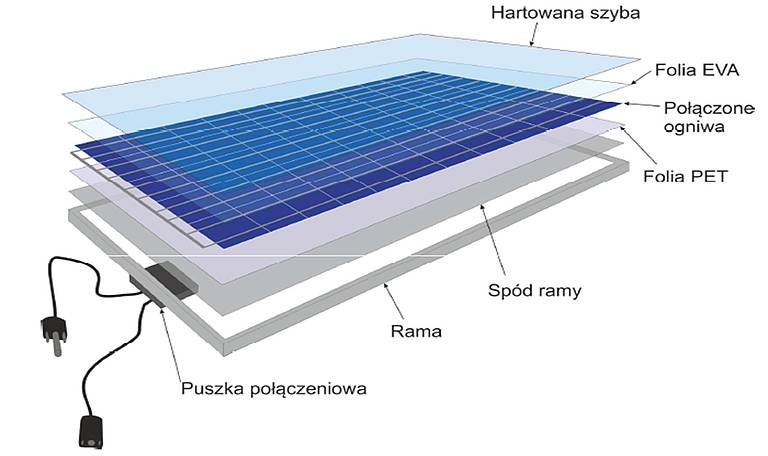 Hartowana szyba
Folia EVA
Połączone
ogniwa
Folia PET
Spód ramy
Rama
Puszka połączeniowa